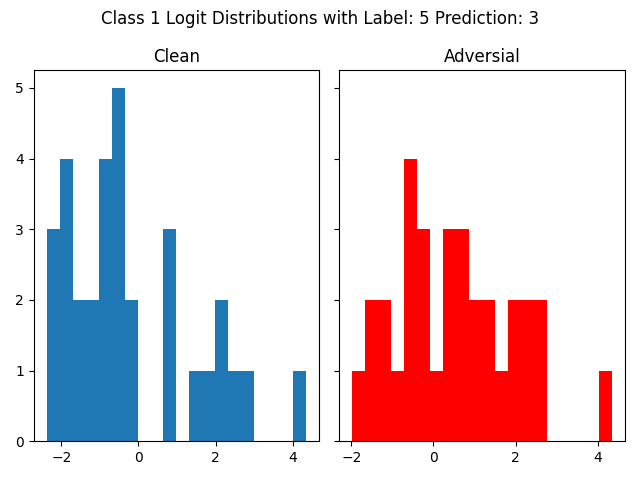 Class 1 Logit Distributions with Label: 5 Prediction: 3
Clean
Adversial
5
4
3
2
1
0
−2 0 2 4
−2 0 2 4